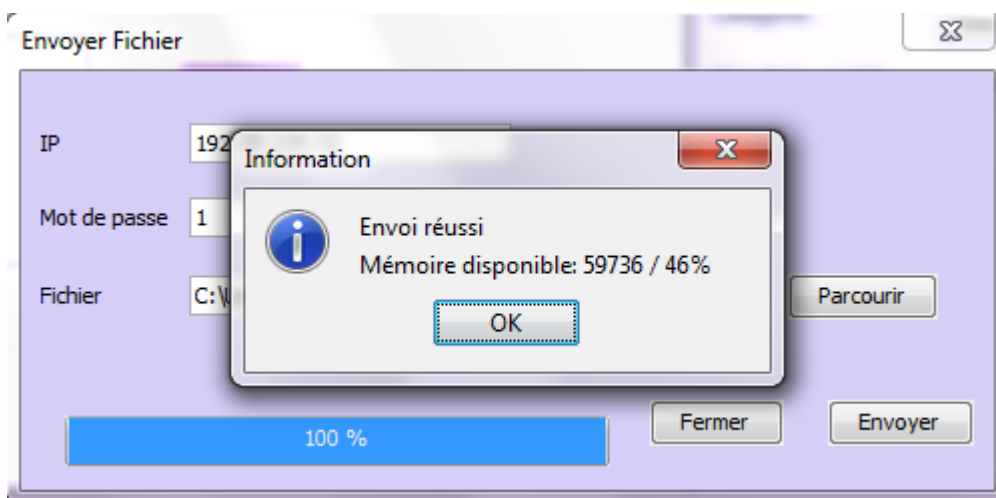 Envoyer Fichier
IP
192
Information
Mot de passe
1
Envoi réussi
Mémoire disponible: 59736 / 46%
Fichier
C:\
Parcourir
OK
Fermer
Envoyer
100 %